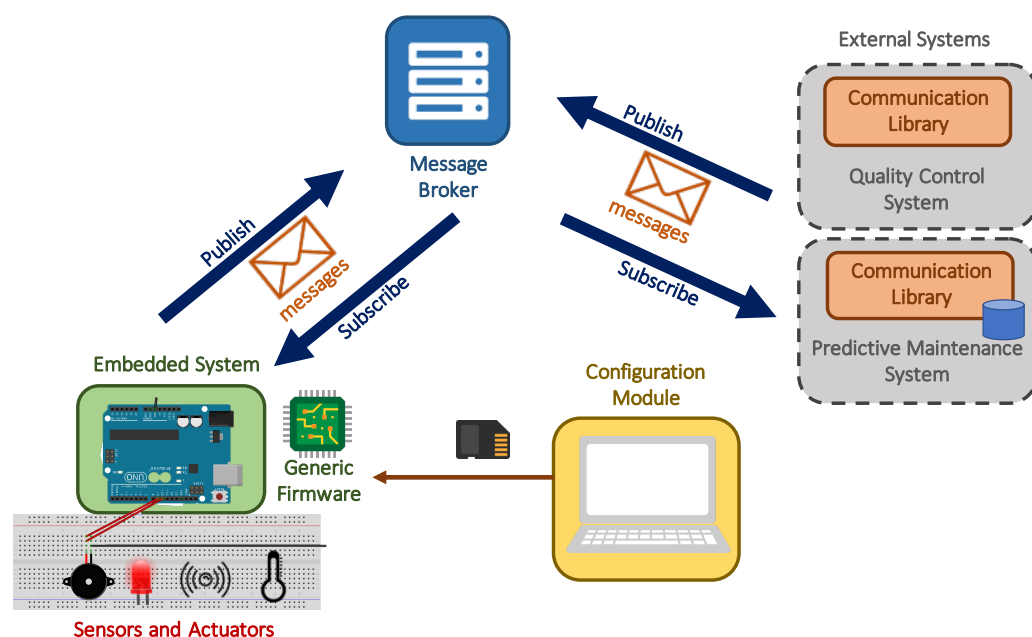 External Systems
Communication
Library
Quality Control
System
Communication
Library
Predictive Maintenance
System
Message
Broker
Publish
messages
Subscribe
Publish
messages
Subscribe
Embedded System
UNO
Generic
Firmware
Configuration
Module
Sensors and Actuators